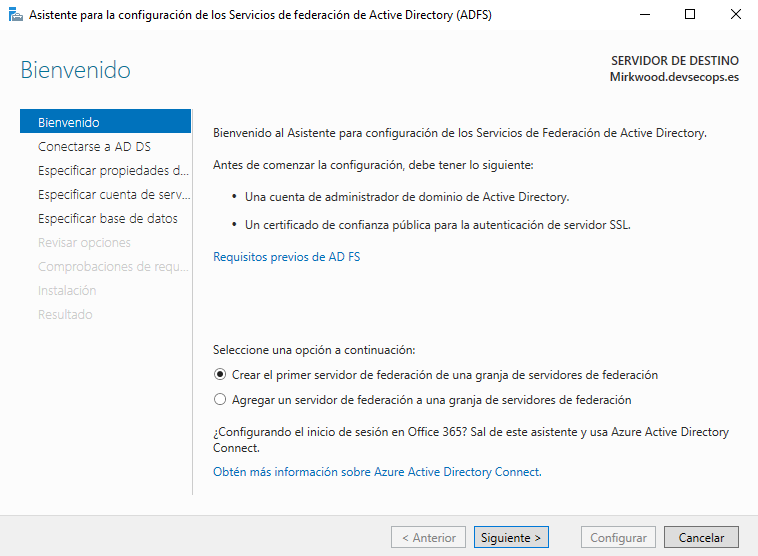 Asistente para la configuración de los Servicios de federación de Active Directory (ADFS)
Bienvenido
SERVIDOR DE DESTINO
Mirkwood.devsecops.es
Bienvenido
Conectarse a AD DS
Especificar propiedades d...
Especificar cuenta de serv...
Especificar base de datos
Revisar opciones
Comprobaciones de requ...
Instalación
Resultado
Bienvenido al Asistente para configuración de los Servicios de Federación de Active Directory.
Antes de comenzar la configuración, debe tener lo siguiente:
• Una cuenta de administrador de dominio de Active Directory.
• Un certificado de confianza pública para la autenticación de servidor SSL.
Requisitos previos de AD FS
Seleccione una opción a continuación:
Crear el primer servidor de federación de una granja de servidores de federación
Agregar un servidor de federación a una granja de servidores de federación
¿Configurando el inicio de sesión en Office 365? Sal de este asistente y usa Azure Active Directory
Connect.
Obtén más información sobre Azure Active Directory Connect.
< Anterior
Siguiente >
Configurar
Cancelar